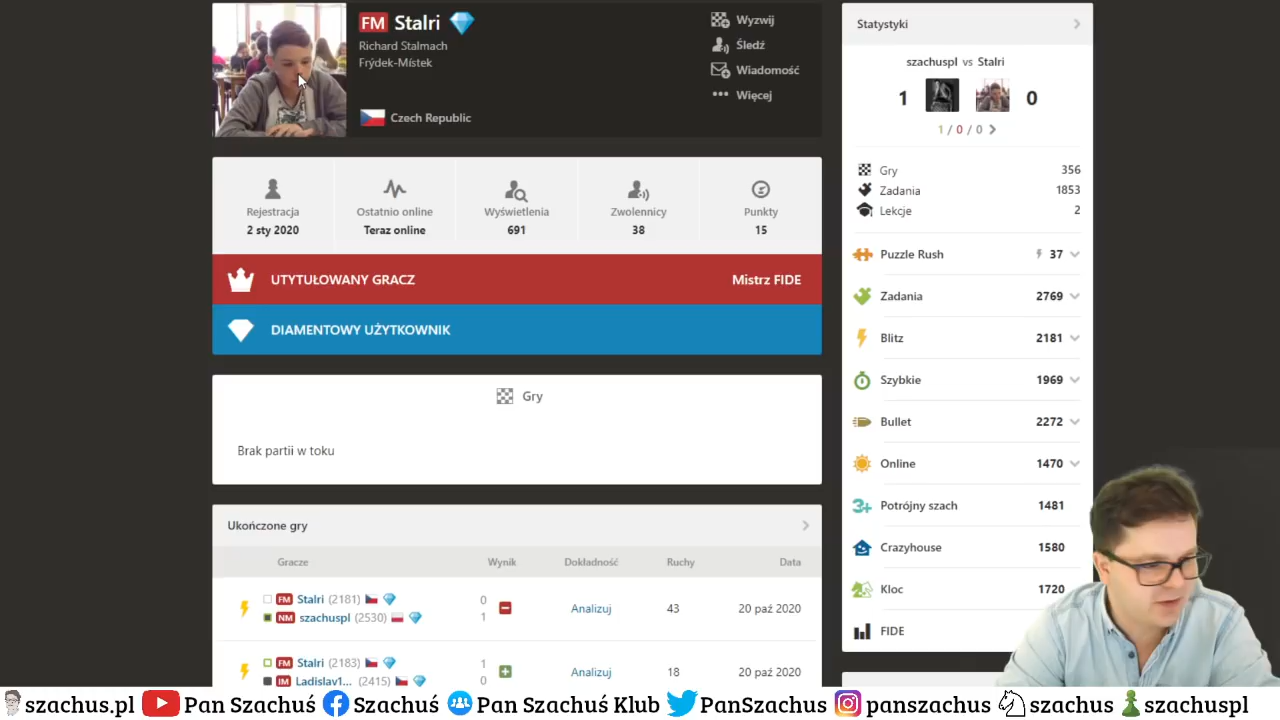 FM Stalri
Richard Stalmach
Frýdek-Místek
Czech Republic
Wyzwij
Śledź
Wiadomość
Więcej
Rejestracja
2 sty 2020
Ostatnio online
Teraz online
Wyświetlenia
691
Zwolennicy
38
Punkty
15
UTYTUŁOWANY GRACZ Mistrz FIDE
DIAMENTOWY UŻYTKOWNIK
Gry
Brak partii w toku
Ukończone gry
Gracze Wynik Dokładność Ruchy Data
FM Stalri (2181) 0
NM szachuspl (2530) 1
Analizuj 43 20 paź 2020
FM Stalri (2183) 1
IM Ladislav1... (2415) 0
Analizuj 18 20 paź 2020
Statystyki
szachuspl vs Stalri
1 0
1 / 0 / 0
Gry 356
Zadania 1853
Lekcje 2
Puzzle Rush 37
Zadania 2769
Blitz 2181
Szybkie 1969
Bullet 2272
Online 1470
Potrójny szach 1481
3+
Crazyhouse 1580
Kloc 1720
FIDE
szachus.pl Pan Szachuś Szachuś Pan Szachuś Klub PanSzachus panszachus szachus szachuspl